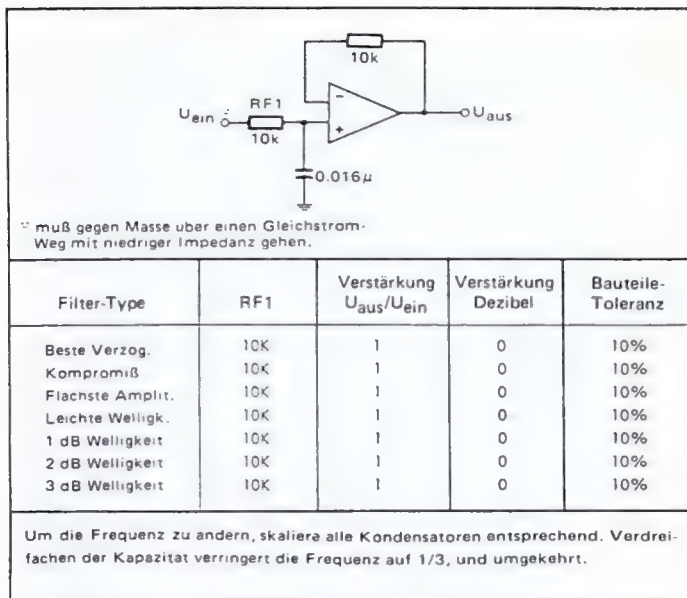 10k
RF1
Uein
10k
−
+
Uaus
0.016µ
muß gegen Masse uber einen Gleichstrom-
Weg mit niedriger Impedanz gehen.
Filter-Type RF1 Verstärkung Uaus/Uein Verstärkung Dezibel Bauteile-Toleranz
Beste Verzog. 10K 1 0 10%
Kompromiß 10K 1 0 10%
Flachste Amplit. 10K 1 0 10%
Leichte Welligk. 10K 1 0 10%
1 dB Welligkeit 10K 1 0 10%
2 dB Welligkeit 10K 1 0 10%
3 dB Welligkeit 10K 1 0 10%
Um die Frequenz zu andern, skaliere alle Kondensatoren entsprechend. Verdrei-
fachen der Kapazitat verringert die Frequenz auf 1/3, und umgekehrt.